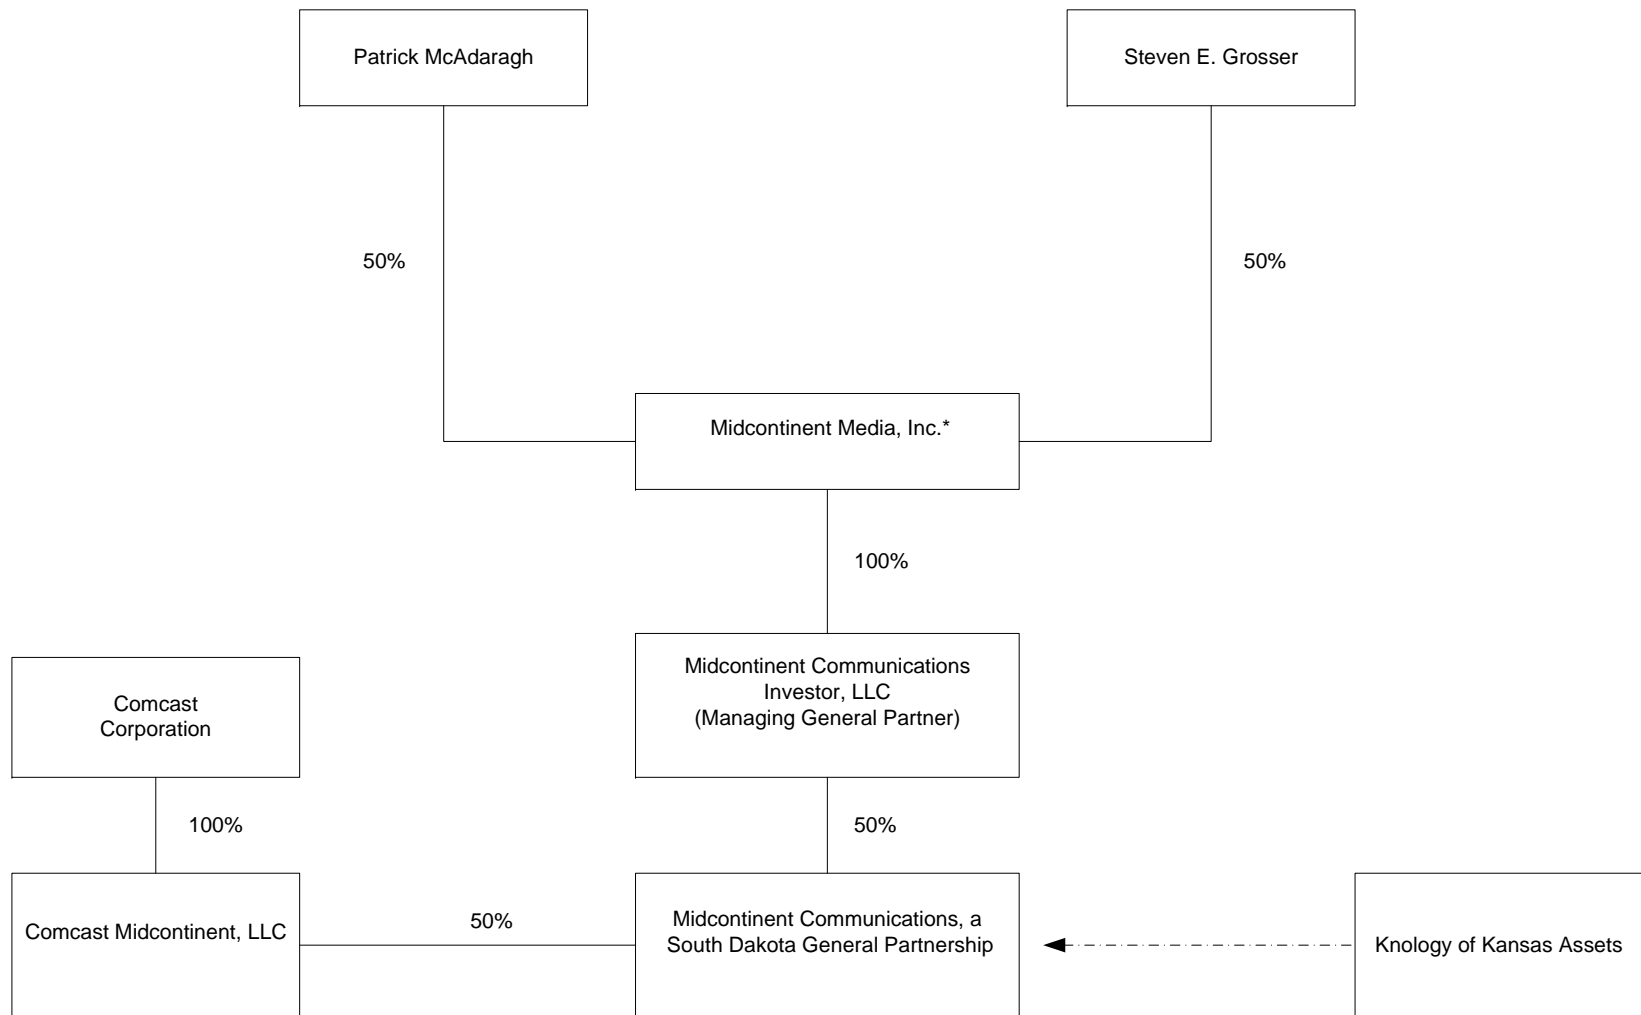 Patrick McAdaragh
Steven E. Grosser
50%
50%
Midcontinent Media, Inc.*
100%
Midcontinent Communications
Investor, LLC
(Managing General Partner)
Comcast
Corporation
100%
50%
Comcast Midcontinent, LLC
50%
Midcontinent Communications, a
South Dakota General Partnership
Knology of Kansas Assets